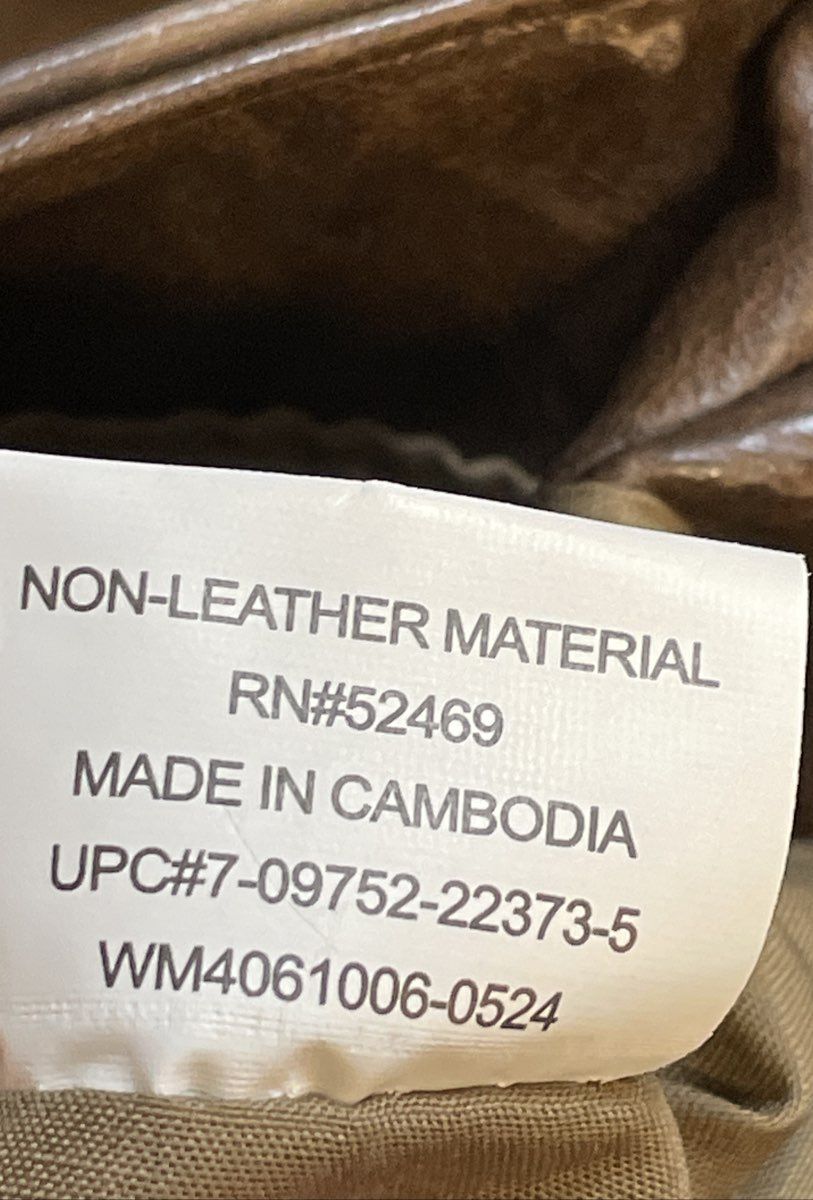 NON-LEATHER MATERIAL
RN#52469
MADE IN CAMBODIA
UPC#7-09752-22373-5
WM4061006-0524